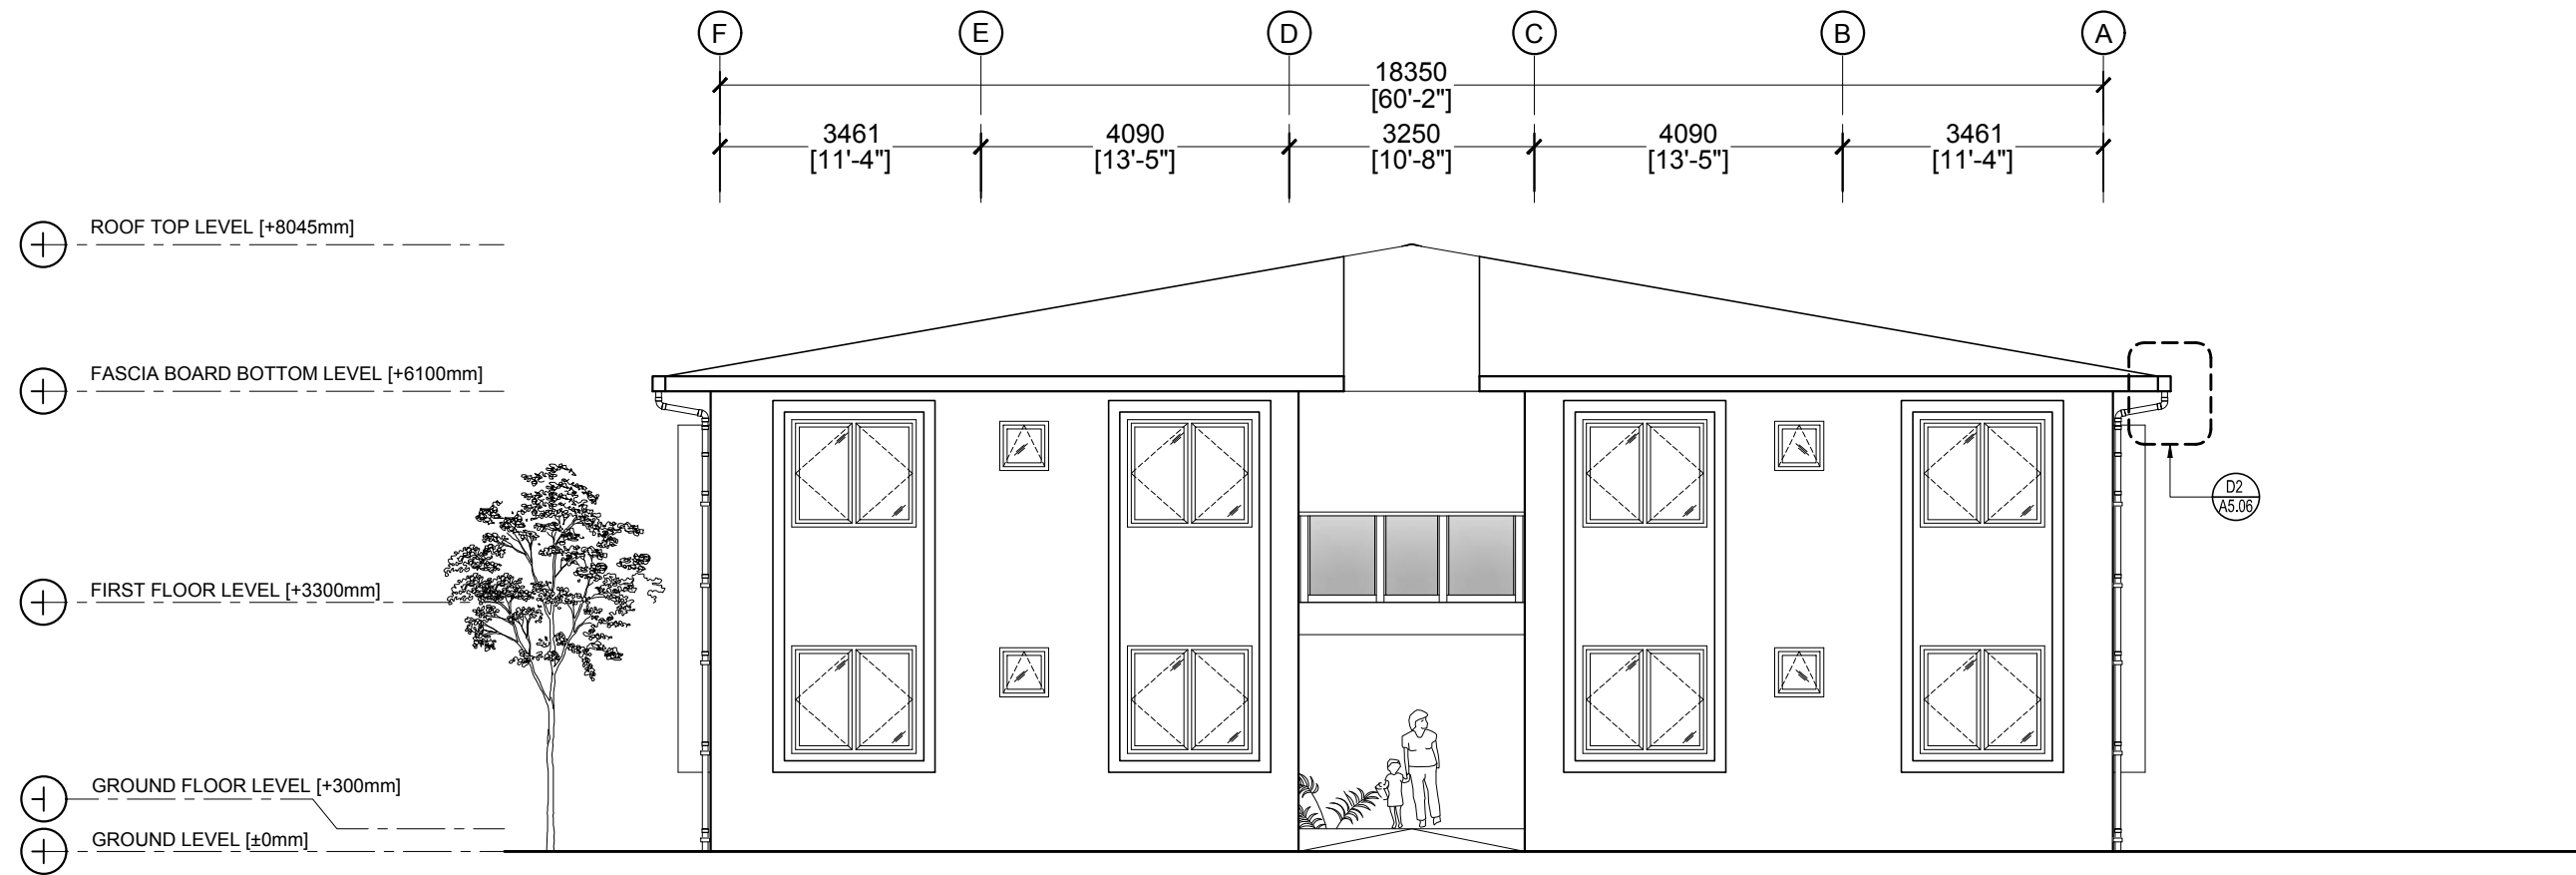 F E D C B A
18350
[60'-2"]
3461 4090 3250 4090 3461
[11'-4"] [13'-5"] [10'-8"] [13'-5"] [11'-4"]
ROOF TOP LEVEL [+8045mm]
FASCIA BOARD BOTTOM LEVEL [+6100mm]
D2
A5.06
FIRST FLOOR LEVEL [+3300mm]
GROUND FLOOR LEVEL [+300mm]
GROUND LEVEL [±0mm]